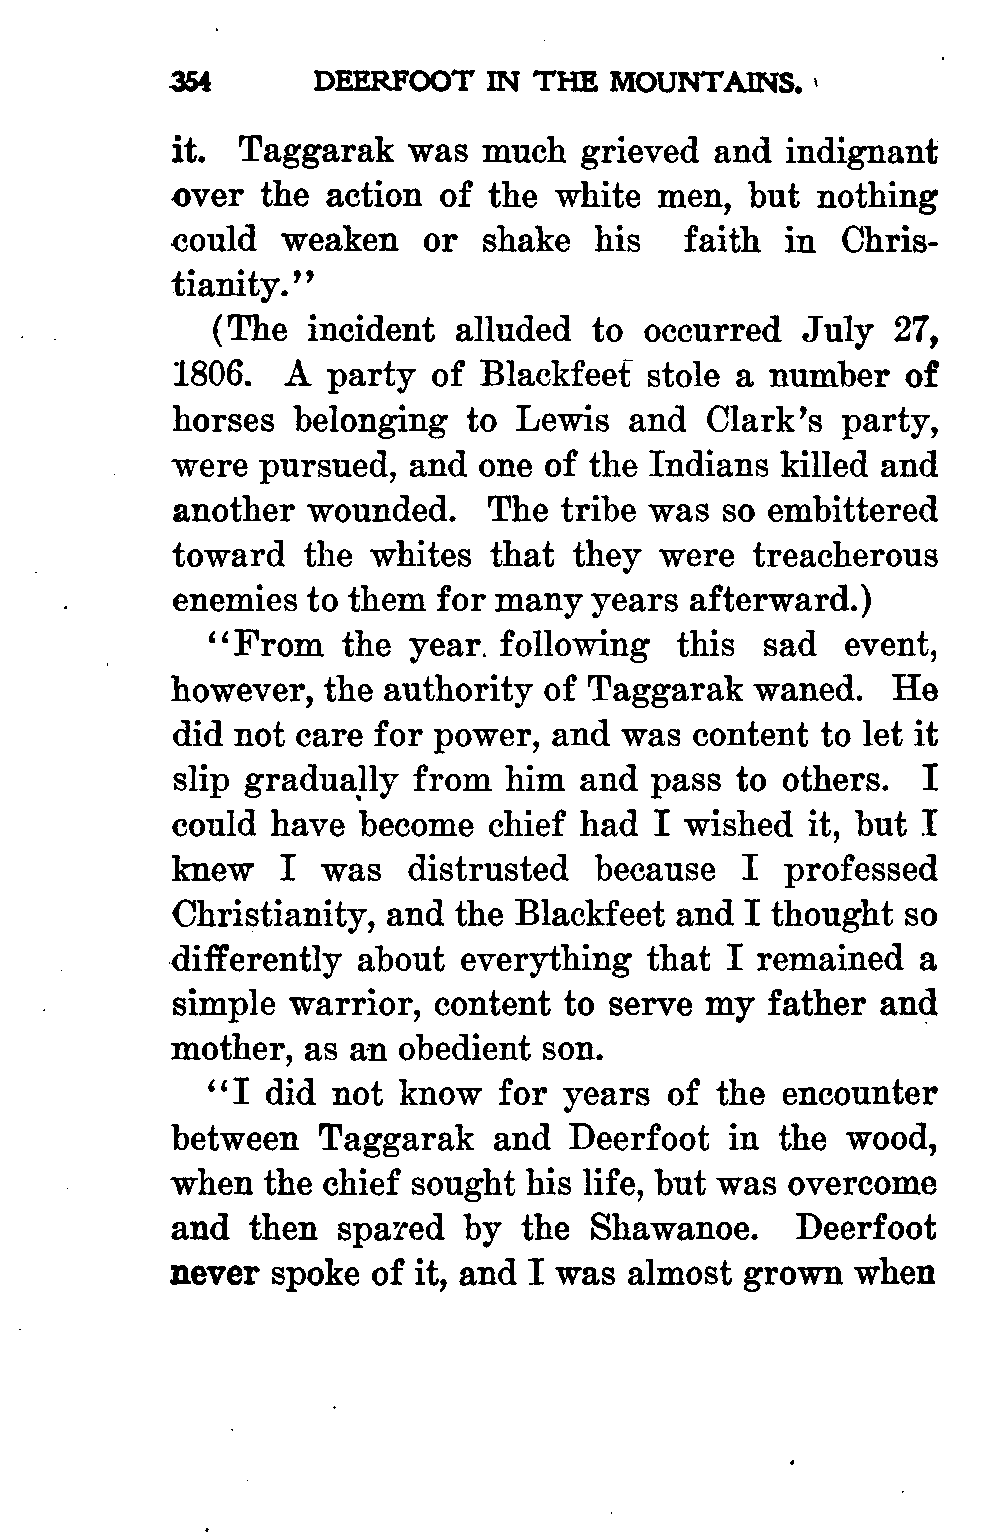 354 DEERFOOT IN THE MOUNTAINS.
it. Taggarak was much grieved and indignant
over the action of the white men, but nothing
could weaken or shake his faith in Chris-
tianity.''
(The incident alluded to occurred July 27,
1806. A party of Blackfeet stole a number of
horses belonging to Lewis and Clark's party,
were pursued, and one of the Indians killed and
another wounded. The tribe was so embittered
toward the whites that they were treacherous
enemies to them for many years afterward.)
‘‘From the year following this sad event,
however, the authority of Taggarak waned. He
did not care for power, and was content to let it
slip gradually from him and pass to others. I
could have become chief had I wished it, but I
knew I was distrusted because I professed
Christianity, and the Blackfeet and I thought so
differently about everything that I remained a
simple warrior, content to serve my father and
mother, as an obedient son.
‘‘I did not know for years of the encounter
between Taggarak and Deerfoot in the wood,
when the chief sought his life, but was overcome
and then spared by the Shawanoe. Deerfoot
never spoke of it, and I was almost grown when